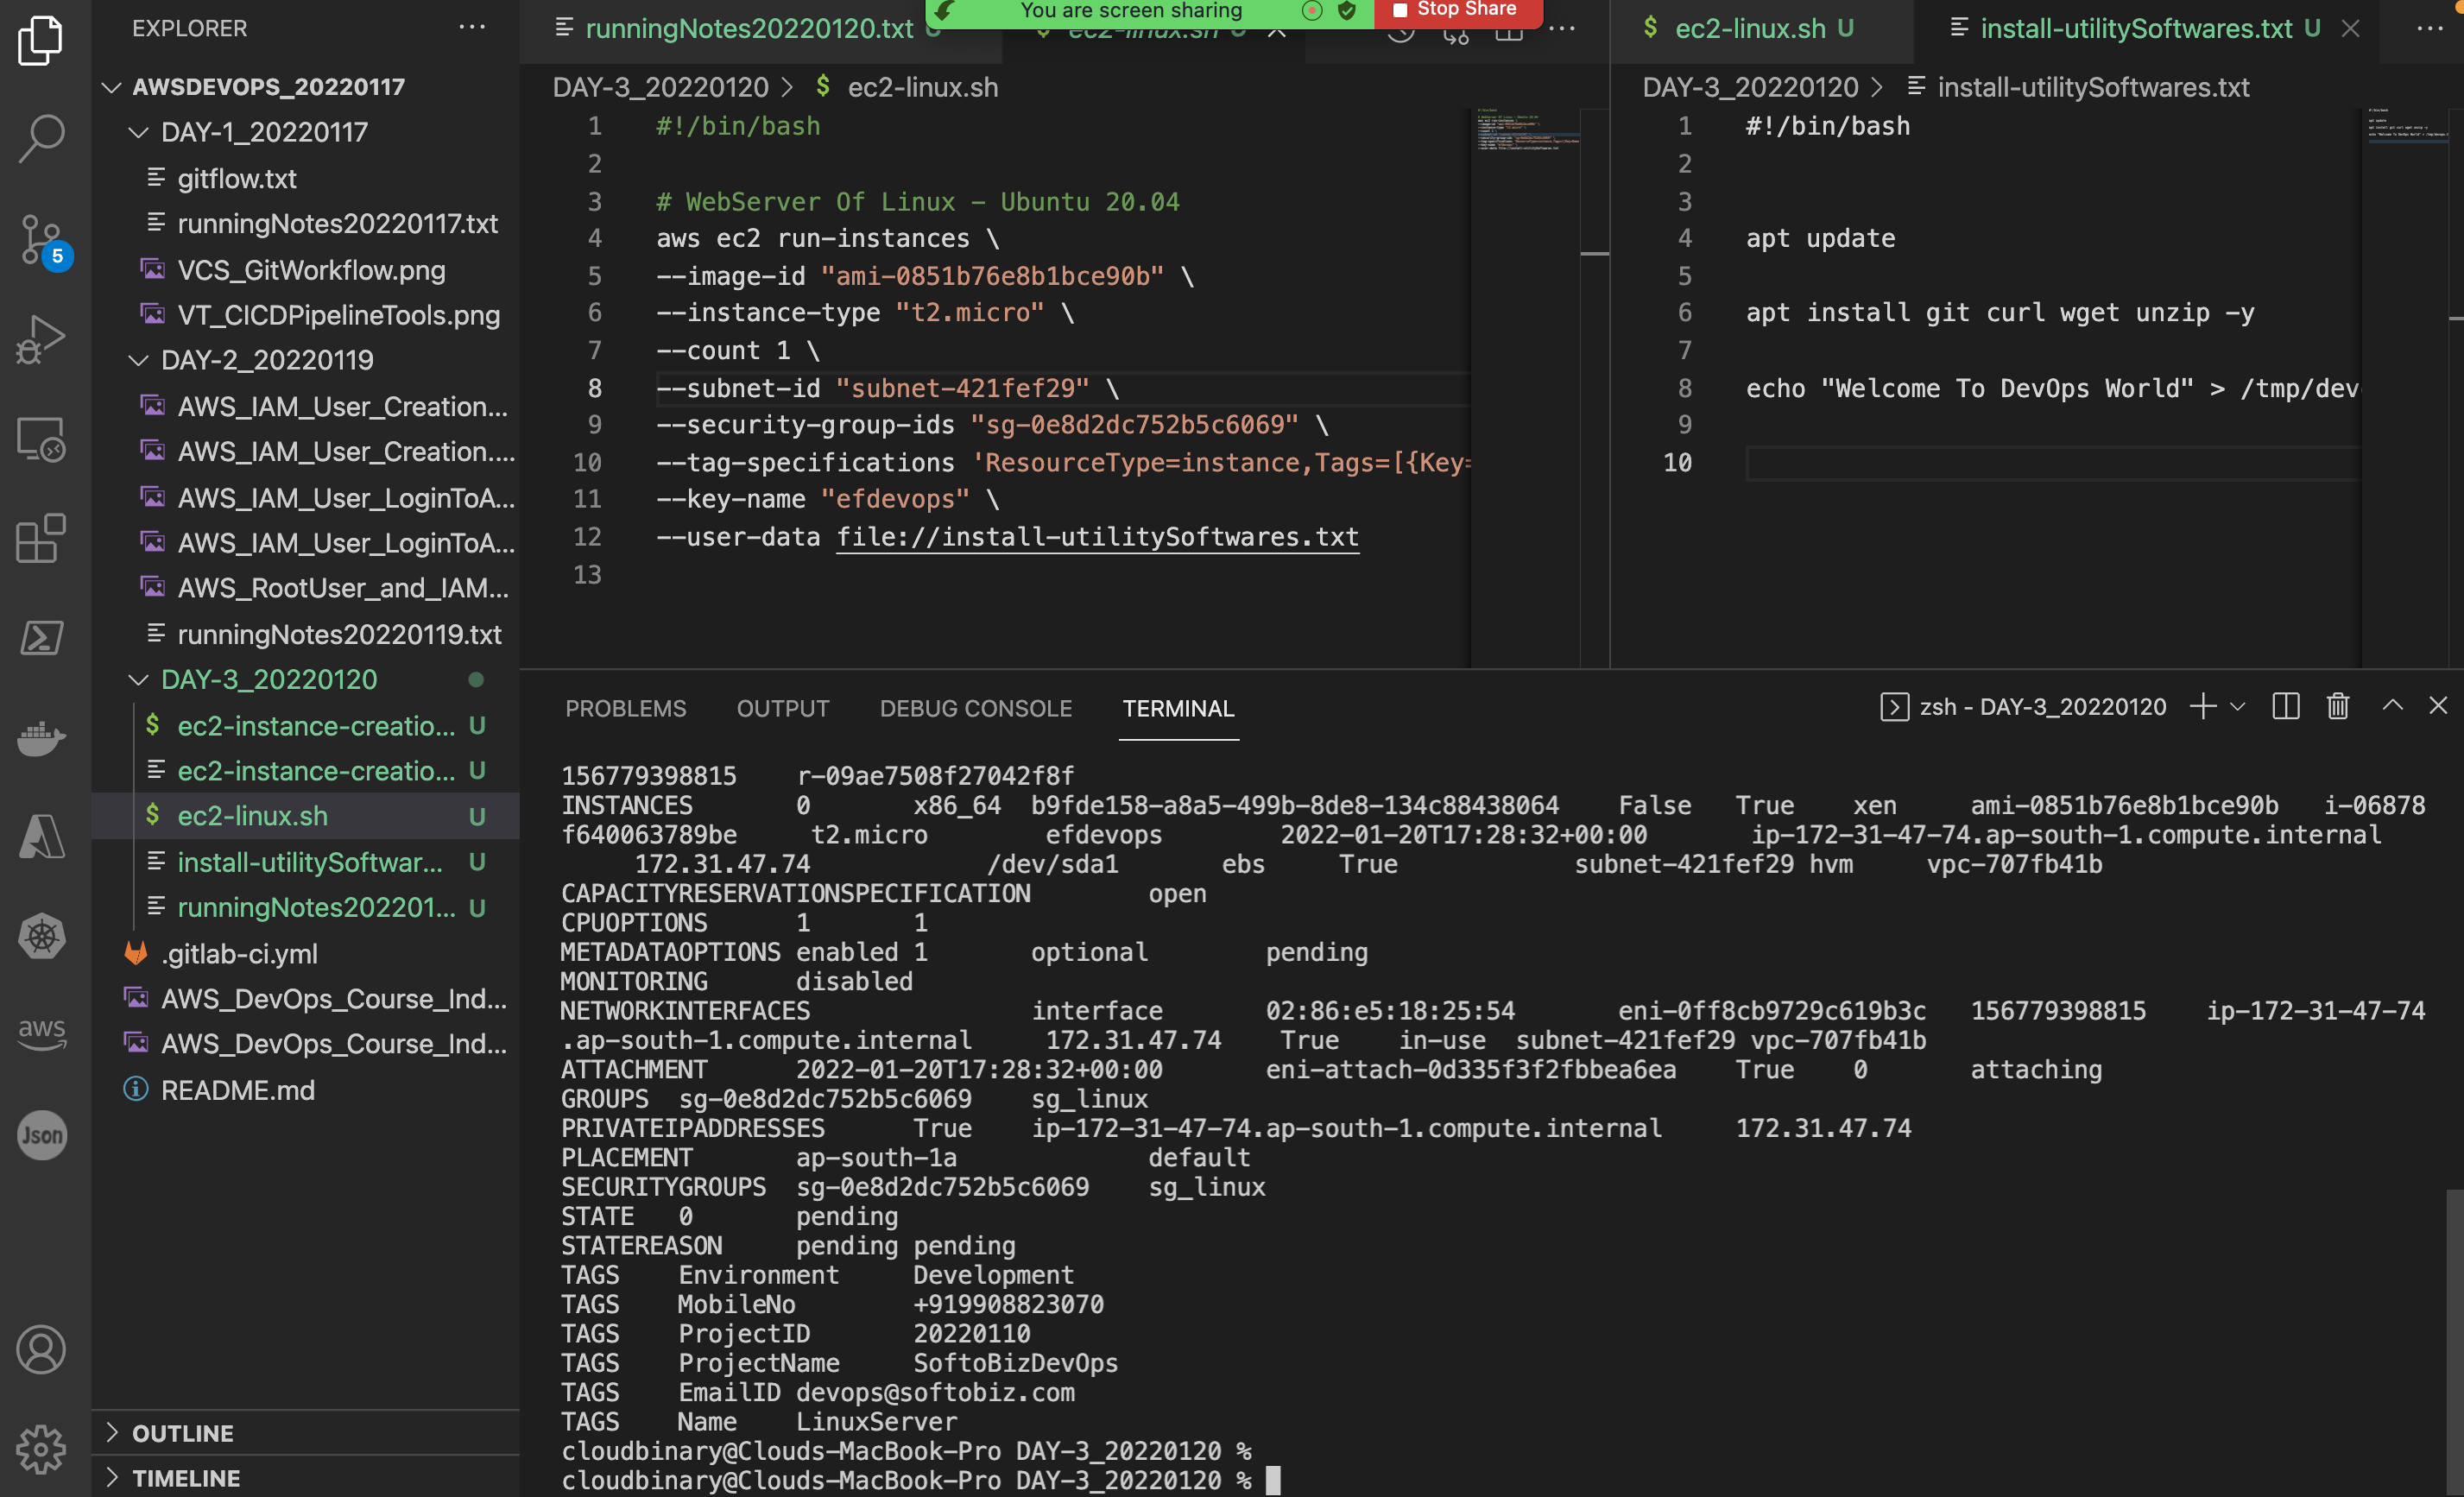 You are screen sharing
Stop Share
EXPLORER
AWSDEVOPS_20220117
DAY-1_20220117
gitflow.txt
runningNotes20220117.txt
VCS_GitWorkflow.png
VT_CICDPipelineTools.png
DAY-2_20220119
AWS_IAM_User_Creation...
AWS_IAM_User_Creation....
AWS_IAM_User_LoginToA...
AWS_IAM_User_LoginToA...
AWS_RootUser_and_IAM...
runningNotes20220119.txt
DAY-3_20220120
ec2-instance-creatio... U
ec2-instance-creatio... U
ec2-linux.sh U
install-utilitySoftwar... U
runningNotes202201... U
.gitlab-ci.yml
AWS_DevOps_Course_Ind...
AWS_DevOps_Course_Ind...
README.md
OUTLINE
TIMELINE
5
aws
Json
runningNotes20220120.txt U
ec2-linux.sh U
DAY-3_20220120 > $ ec2-linux.sh
1 #!/bin/bash
2
3 # WebServer Of Linux - Ubuntu 20.04
4 aws ec2 run-instances \
5 --image-id "ami-0851b76e8b1bce90b" \
6 --instance-type "t2.micro" \
7 --count 1 \
8 --subnet-id "subnet-421fef29" \
9 --security-group-ids "sg-0e8d2dc752b5c6069" \
10 --tag-specifications 'ResourceType=instance,Tags=[{Key=
11 --key-name "efdevops" \
12 --user-data file://install-utilitySoftwares.txt
13
$ ec2-linux.sh U
install-utilitySoftwares.txt U
DAY-3_20220120 > install-utilitySoftwares.txt
1 #!/bin/bash
2
3
4 apt update
5
6 apt install git curl wget unzip -y
7
8 echo "Welcome To DevOps World" > /tmp/dev
9
10
PROBLEMS OUTPUT DEBUG CONSOLE TERMINAL
zsh - DAY-3_20220120
156779398815 r-09ae7508f27042f8f
INSTANCES 0 x86_64 b9fde158-a8a5-499b-8de8-134c88438064 False True xen ami-0851b76e8b1bce90b i-06878
f640063789be t2.micro efdevops 2022-01-20T17:28:32+00:00 ip-172-31-47-74.ap-south-1.compute.internal
172.31.47.74 /dev/sda1 ebs True subnet-421fef29 hvm vpc-707fb41b
CAPACITYRESERVATIONSPECIFICATION open
CPUOPTIONS 1 1
METADATAOPTIONS enabled 1 optional pending
MONITORING disabled
NETWORKINTERFACES interface 02:86:e5:18:25:54 eni-0ff8cb9729c619b3c 156779398815 ip-172-31-47-74
.ap-south-1.compute.internal 172.31.47.74 True in-use subnet-421fef29 vpc-707fb41b
ATTACHMENT 2022-01-20T17:28:32+00:00 eni-attach-0d335f3f2fbbea6ea True 0 attaching
GROUPS sg-0e8d2dc752b5c6069 sg_linux
PRIVATEIPADDRESSES True ip-172-31-47-74.ap-south-1.compute.internal 172.31.47.74
PLACEMENT ap-south-1a default
SECURITYGROUPS sg-0e8d2dc752b5c6069 sg_linux
STATE 0 pending
STATEREASON pending pending
TAGS Environment Development
TAGS MobileNo +919908823070
TAGS ProjectID 20220110
TAGS ProjectName SoftoBizDevOps
TAGS EmailID devops@softobiz.com
TAGS Name LinuxServer
cloudbinary@Clouds-MacBook-Pro DAY-3_20220120 %
cloudbinary@Clouds-MacBook-Pro DAY-3_20220120 %